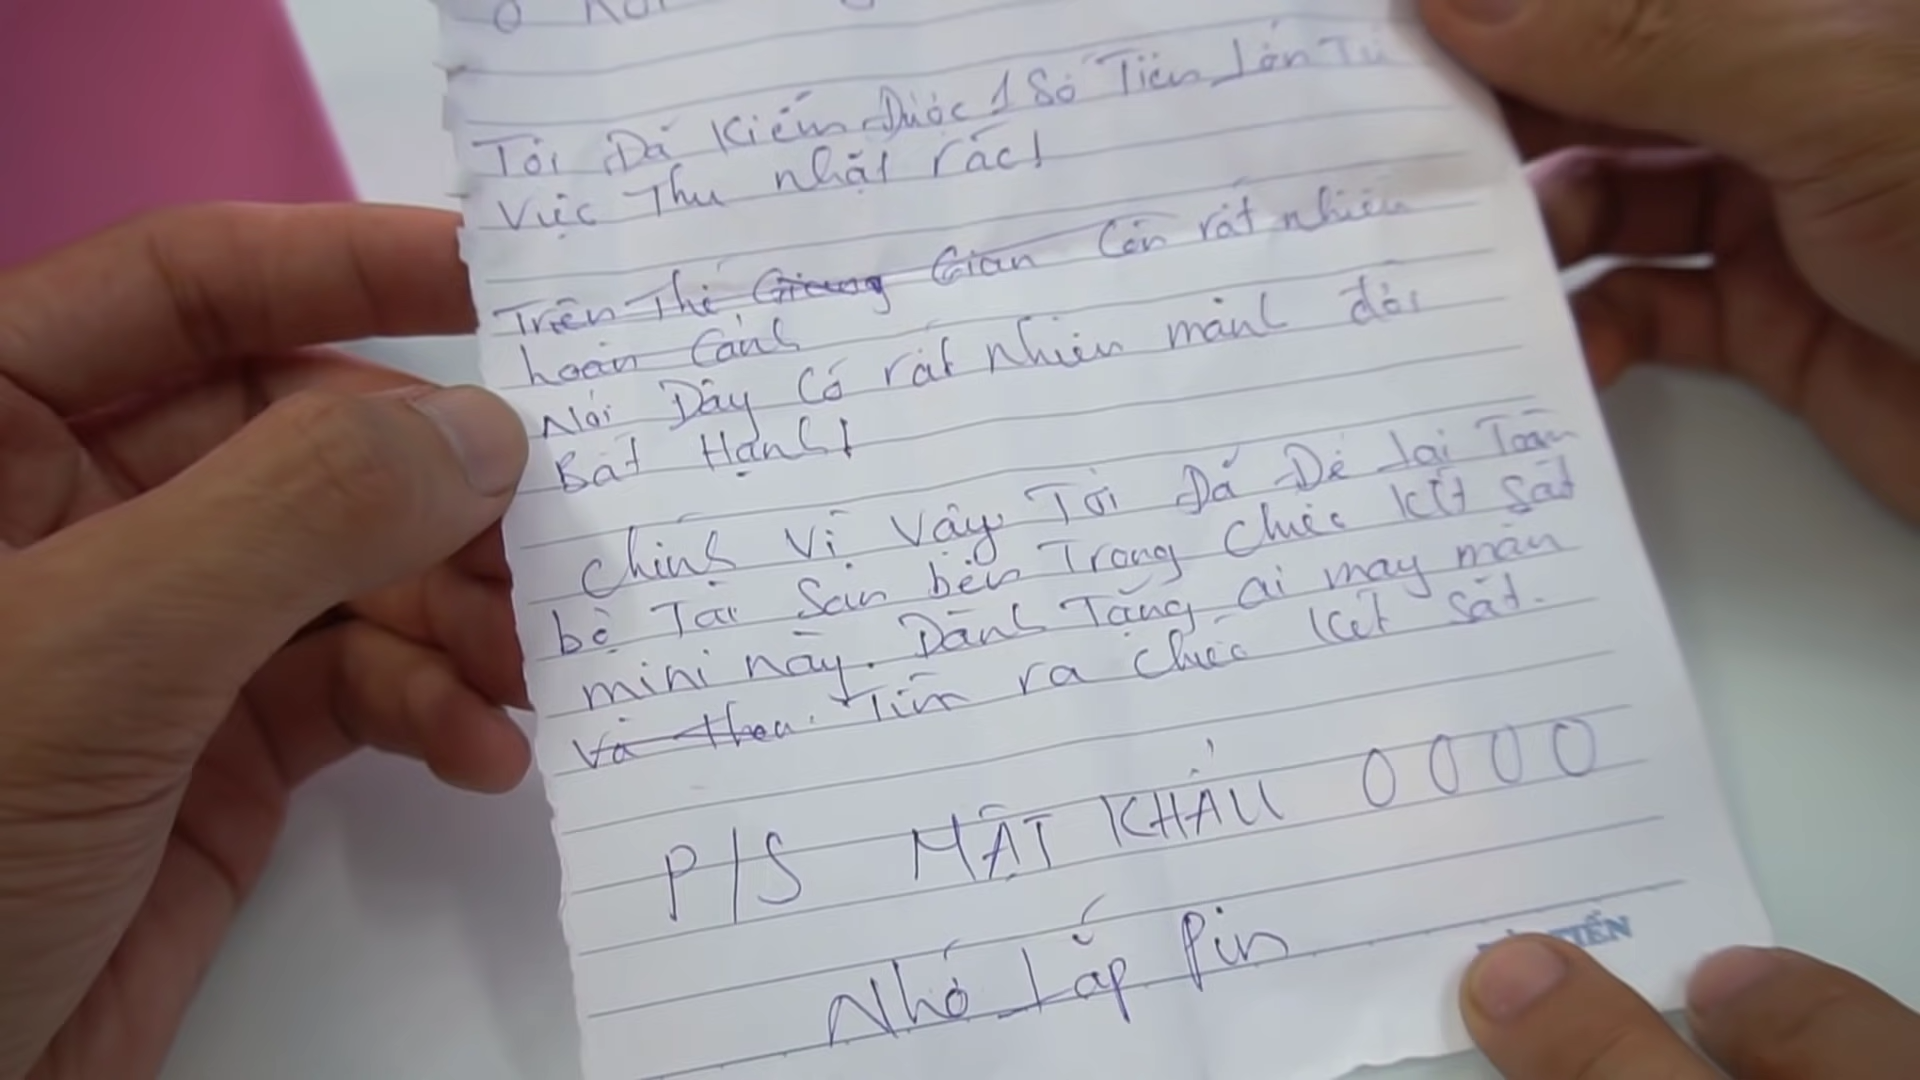 Tôi Đã Kiếm Được 1 Số Tiền Lớn Từ
Việc Thu nhặt rác!
Trên Thế Giang Gian Còn rất nhiều
hoàn Cảnh
Nơi Đây Có rất nhiều mảnh đời
Bất Hạnh!
Chính Vì Vậy Tôi Đã Để lại Toàn
bộ Tài Sản bên Trong Chiếc Két Sắt
mini này. Dành Tặng ai may mắn
Và theo. Tìm ra chiếc Két sắt.
P/S MẬT KHẨU 0000
Nhớ Lắp Pin
TIẾN